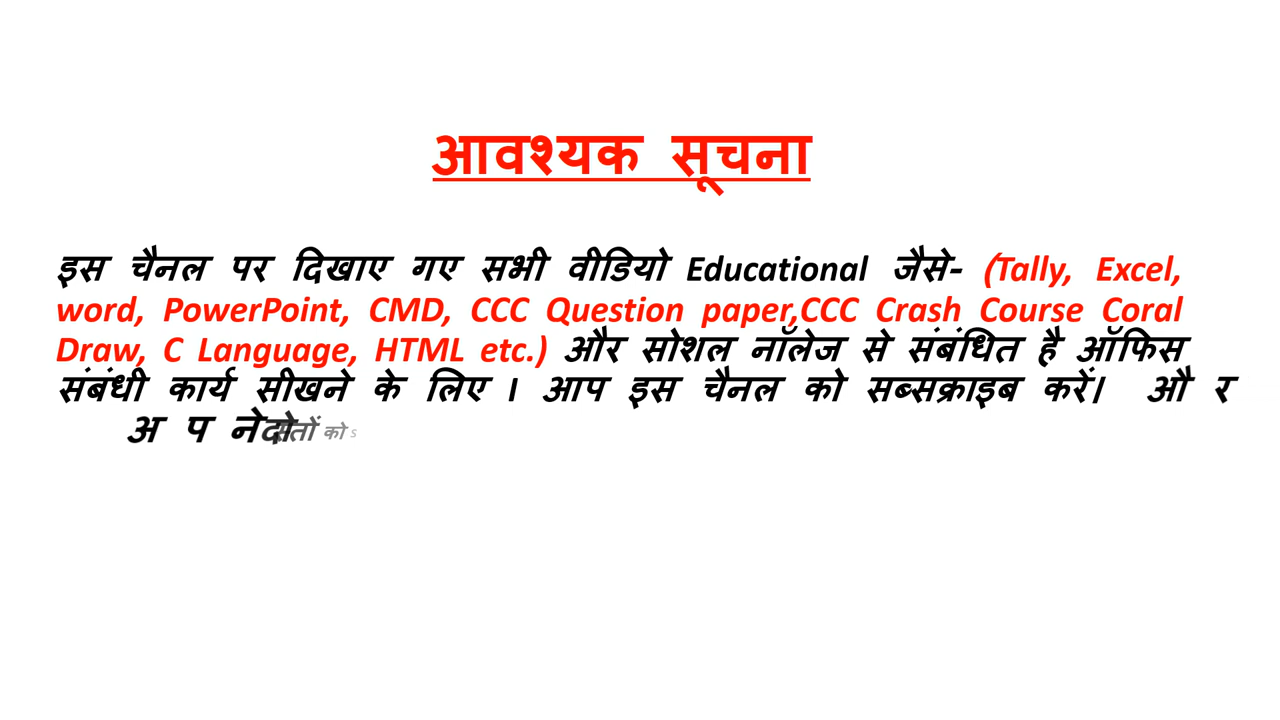 आवश्यक सूचना
इस चैनल पर दिखाए गए सभी वीडियो Educational जैसे- (Tally, Excel,
word, PowerPoint, CMD, CCC Question paper,CCC Crash Course Coral
Draw, C Language, HTML etc.) और सोशल नॉलेज से संबंधित है ऑफिस
संबंधी कार्य सीखने के लिए । आप इस चैनल को सब्सक्राइब करें। औ र
अ प ने दोस्तों को s